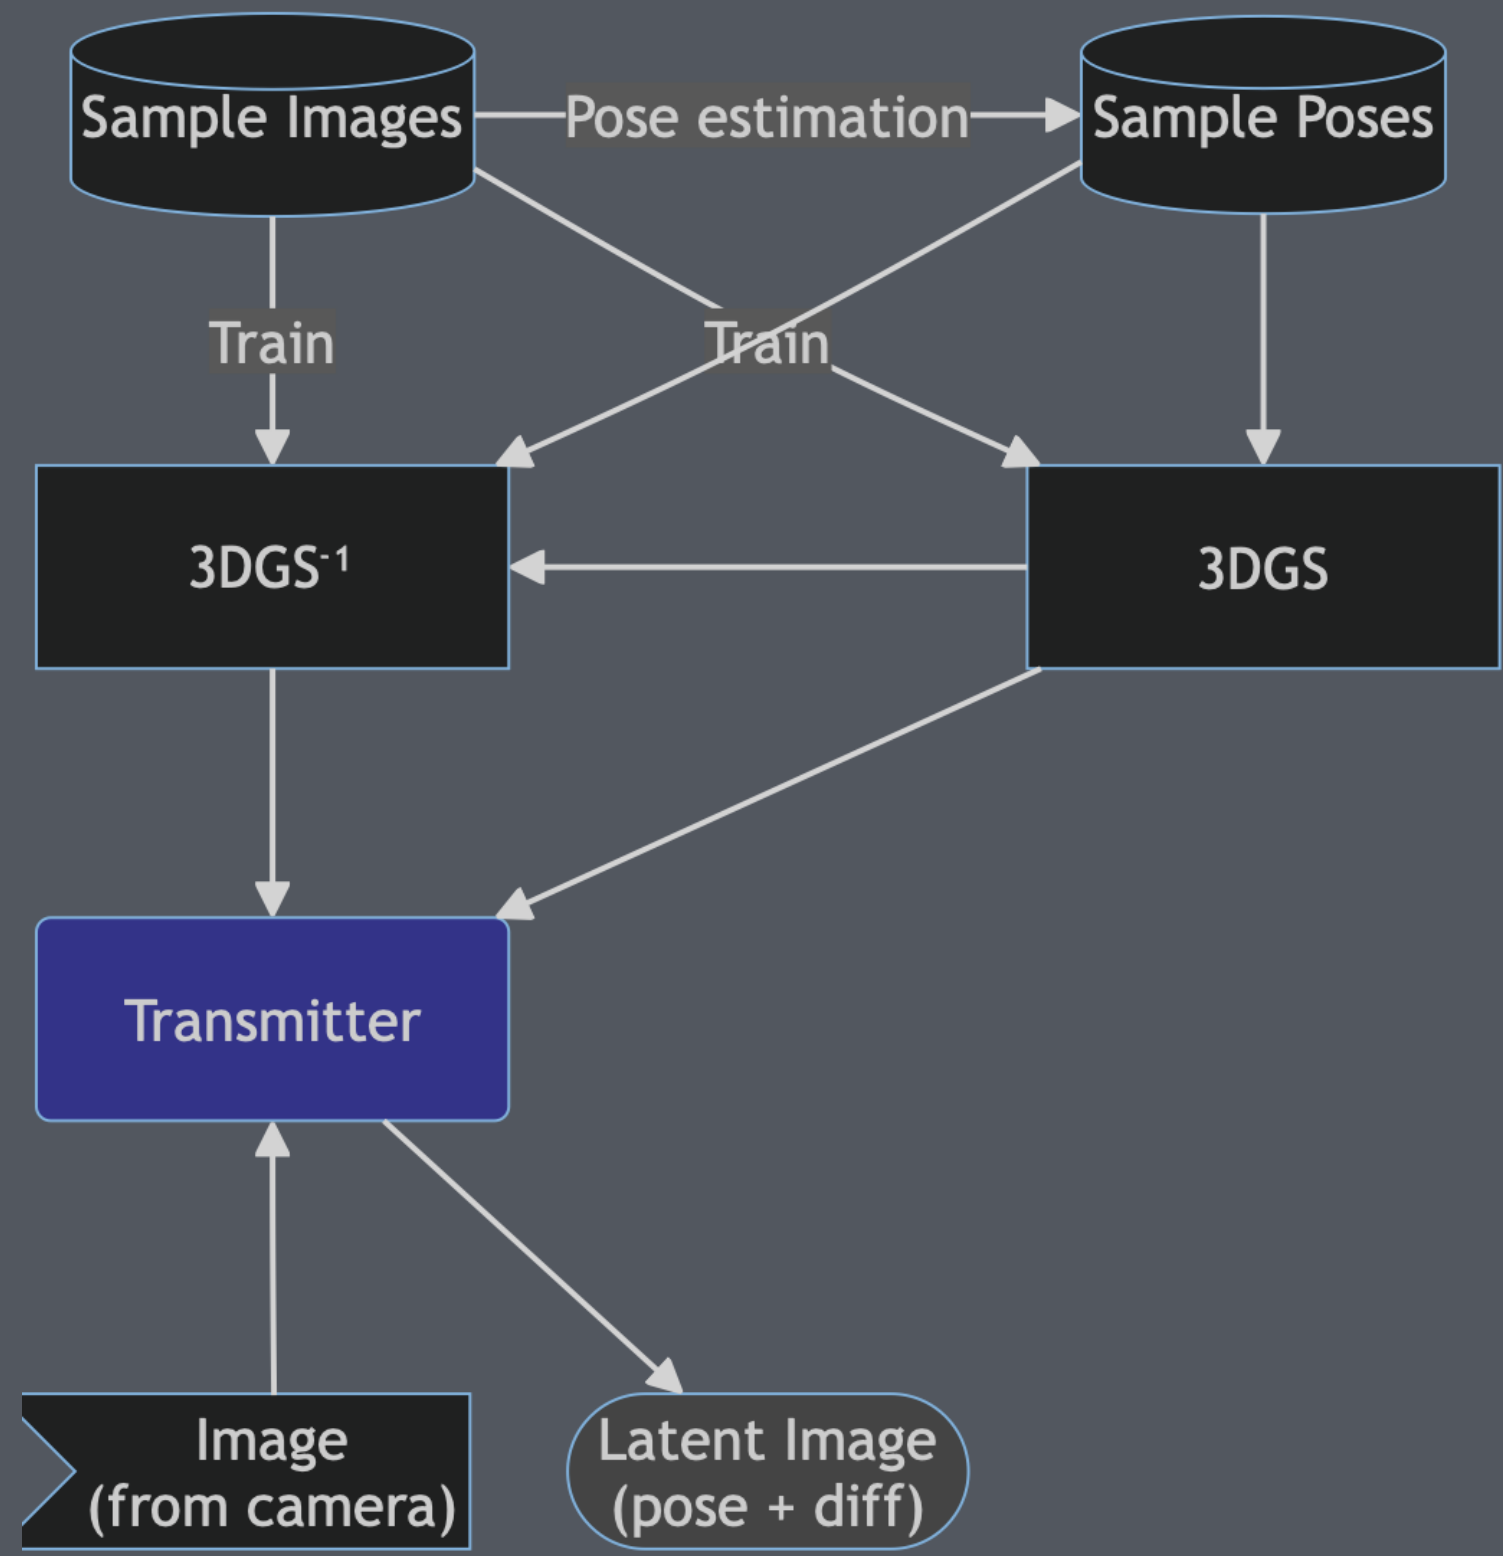 Sample Images
Pose estimation
Sample Poses
Train
Train
3DGS⁻¹
3DGS
Transmitter
Image
(from camera)
Latent Image
(pose + diff)